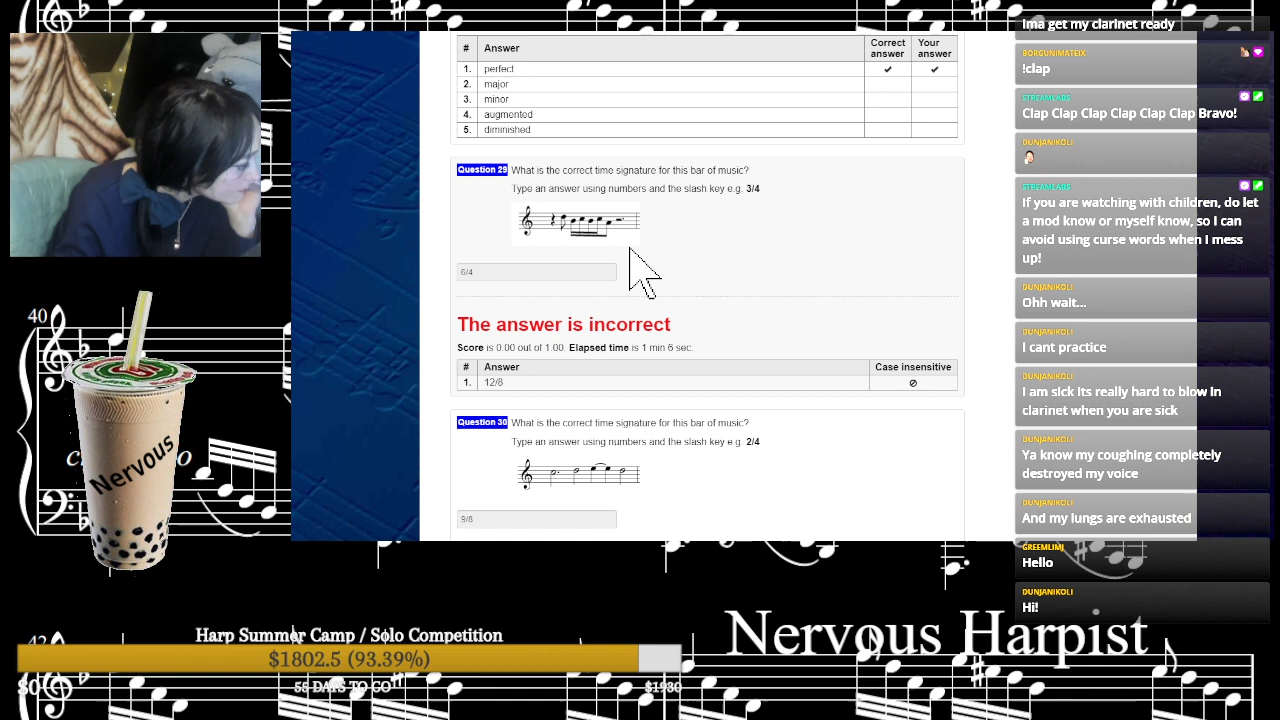 Ima get my clarinet ready
BORGUNIMATEIX
!clap
STREAMLABS
Clap Clap Clap Clap Clap Clap Bravo!
DUNJANIKOLI
STREAMLABS
If you are watching with children, do let
a mod know or myself know, so I can
avoid using curse words when I mess
up!
DUNJANIKOLI
Ohh wait...
DUNJANIKOLI
I cant practice
DUNJANIKOLI
I am sick its really hard to blow in
clarinet when you are sick
DUNJANIKOLI
Ya know my coughing completely
destroyed my voice
DUNJANIKOLI
And my lungs are exhausted
GREEMLIMJ
Hello
DUNJANIKOLI
Hi!
# Answer Correct answer Your answer
1. perfect ✔ ✔
2. major
3. minor
4. augmented
5. diminished
Question 29 What is the correct time signature for this bar of music?
Type an answer using numbers and the slash key e.g. 3/4
6/4
The answer is incorrect
Score is 0.00 out of 1.00. Elapsed time is 1 min 6 sec.
# Answer Case insensitive
1. 12/8
Question 30 What is the correct time signature for this bar of music?
Type an answer using numbers and the slash key e.g. 2/4
9/8
40
Nervous
42
Harp Summer Camp / Solo Competition
$1802.5 (93.39%)
$0 55 DAYS TO GO $1930
Nervous Harpist